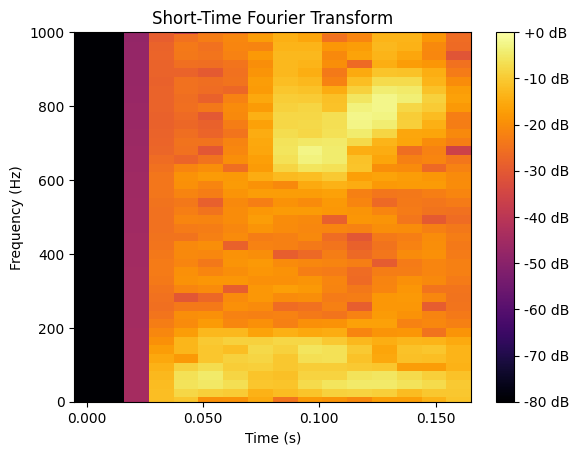 Short-Time Fourier Transform
1000
800
600
400
200
0
Frequency (Hz)
0.000
0.050
0.100
0.150
Time (s)
+0 dB
-10 dB
-20 dB
-30 dB
-40 dB
-50 dB
-60 dB
-70 dB
-80 dB